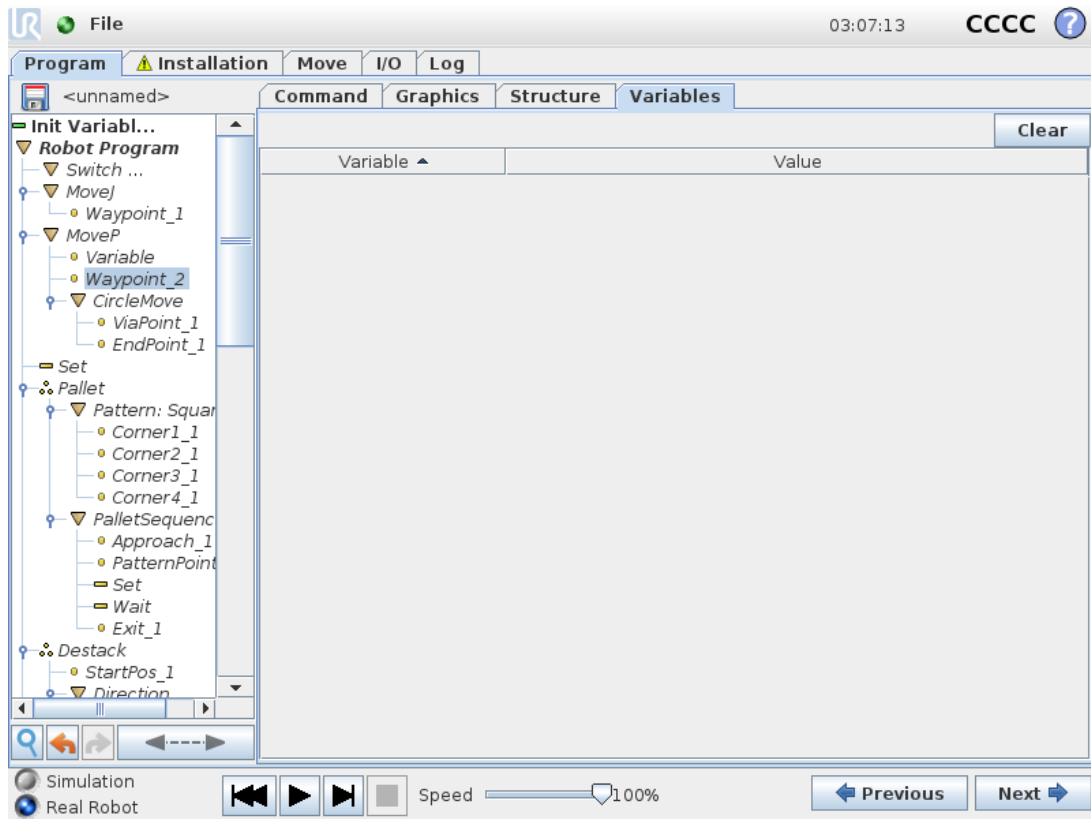 UR File 03:07:13 CCCC ?
Program Installation Move I/O Log
<unnamed> Command Graphics Structure Variables
Clear
Variable Value
Init Variabl...
Robot Program
Switch ...
MoveJ
Waypoint_1
MoveP
Variable
Waypoint_2
CircleMove
ViaPoint_1
EndPoint_1
Set
Pallet
Pattern: Squar
Corner1_1
Corner2_1
Corner3_1
Corner4_1
PalletSequenc
Approach_1
PatternPoint
Set
Wait
Exit_1
Destack
StartPos_1
Direction
Simulation
Real Robot
Speed 100%
Previous Next